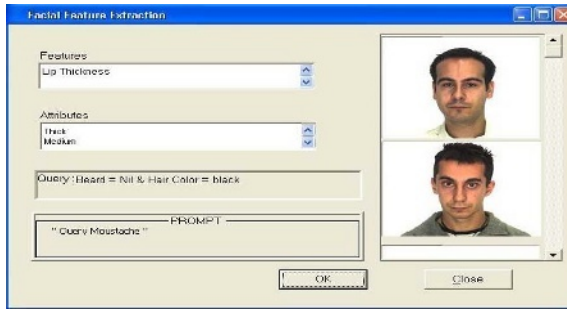 Facial Feature Extraction
Features
Lip Thickness
Attributes
Thick
Medium
Query : Beard = Nil & Hair Color = black
PROMPT
" Query Moustache "
OK
Close